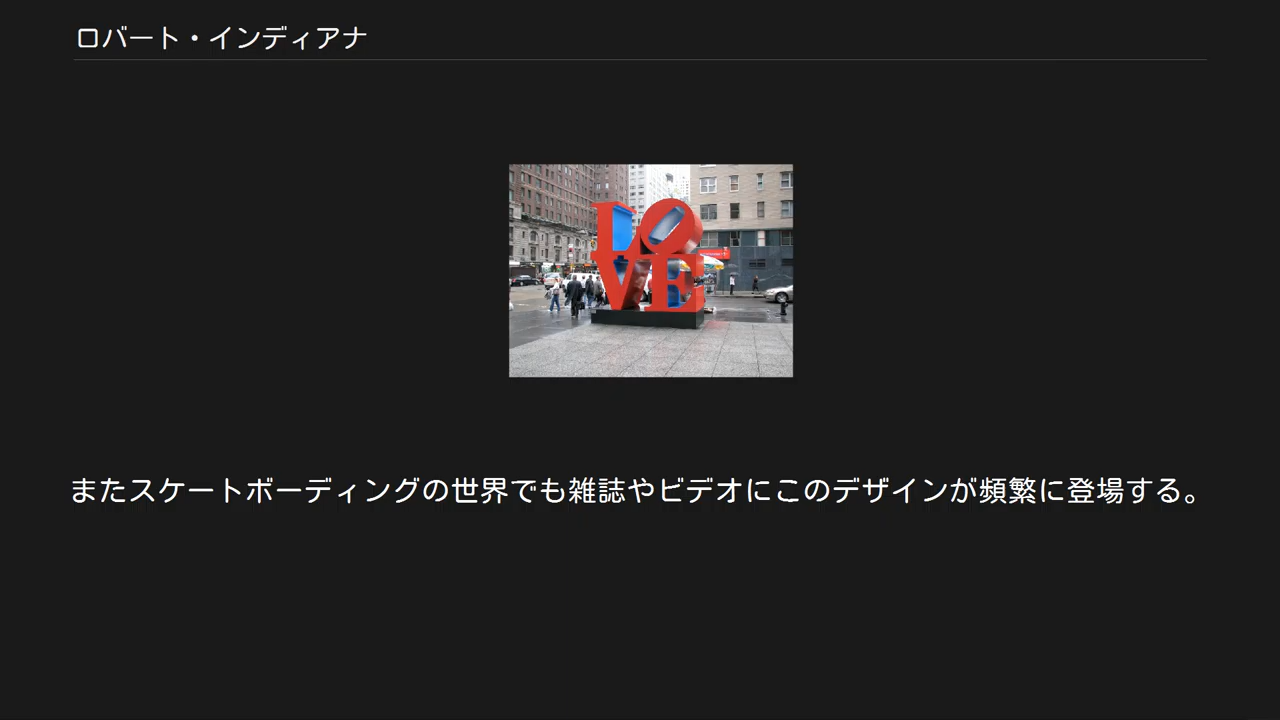 ロバート・インディアナ
LO
VE
またスケートボーディングの世界でも雑誌やビデオにこのデザインが頻繁に登場する。